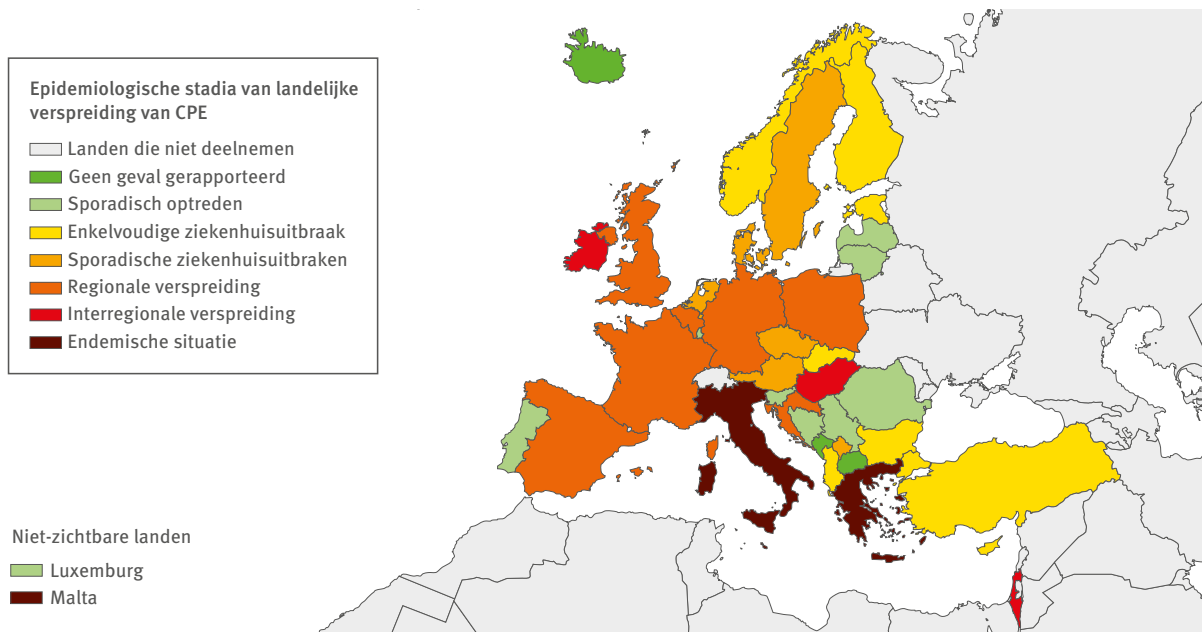 Epidemiologische stadia van landelijke
verspreiding van CPE
Landen die niet deelnemen
Geen geval gerapporteerd
Sporadisch optreden
Enkelvoudige ziekenhuisuitbraak
Sporadische ziekenhuisuitbraken
Regionale verspreiding
Interregionale verspreiding
Endemische situatie
Niet-zichtbare landen
Luxemburg
Malta